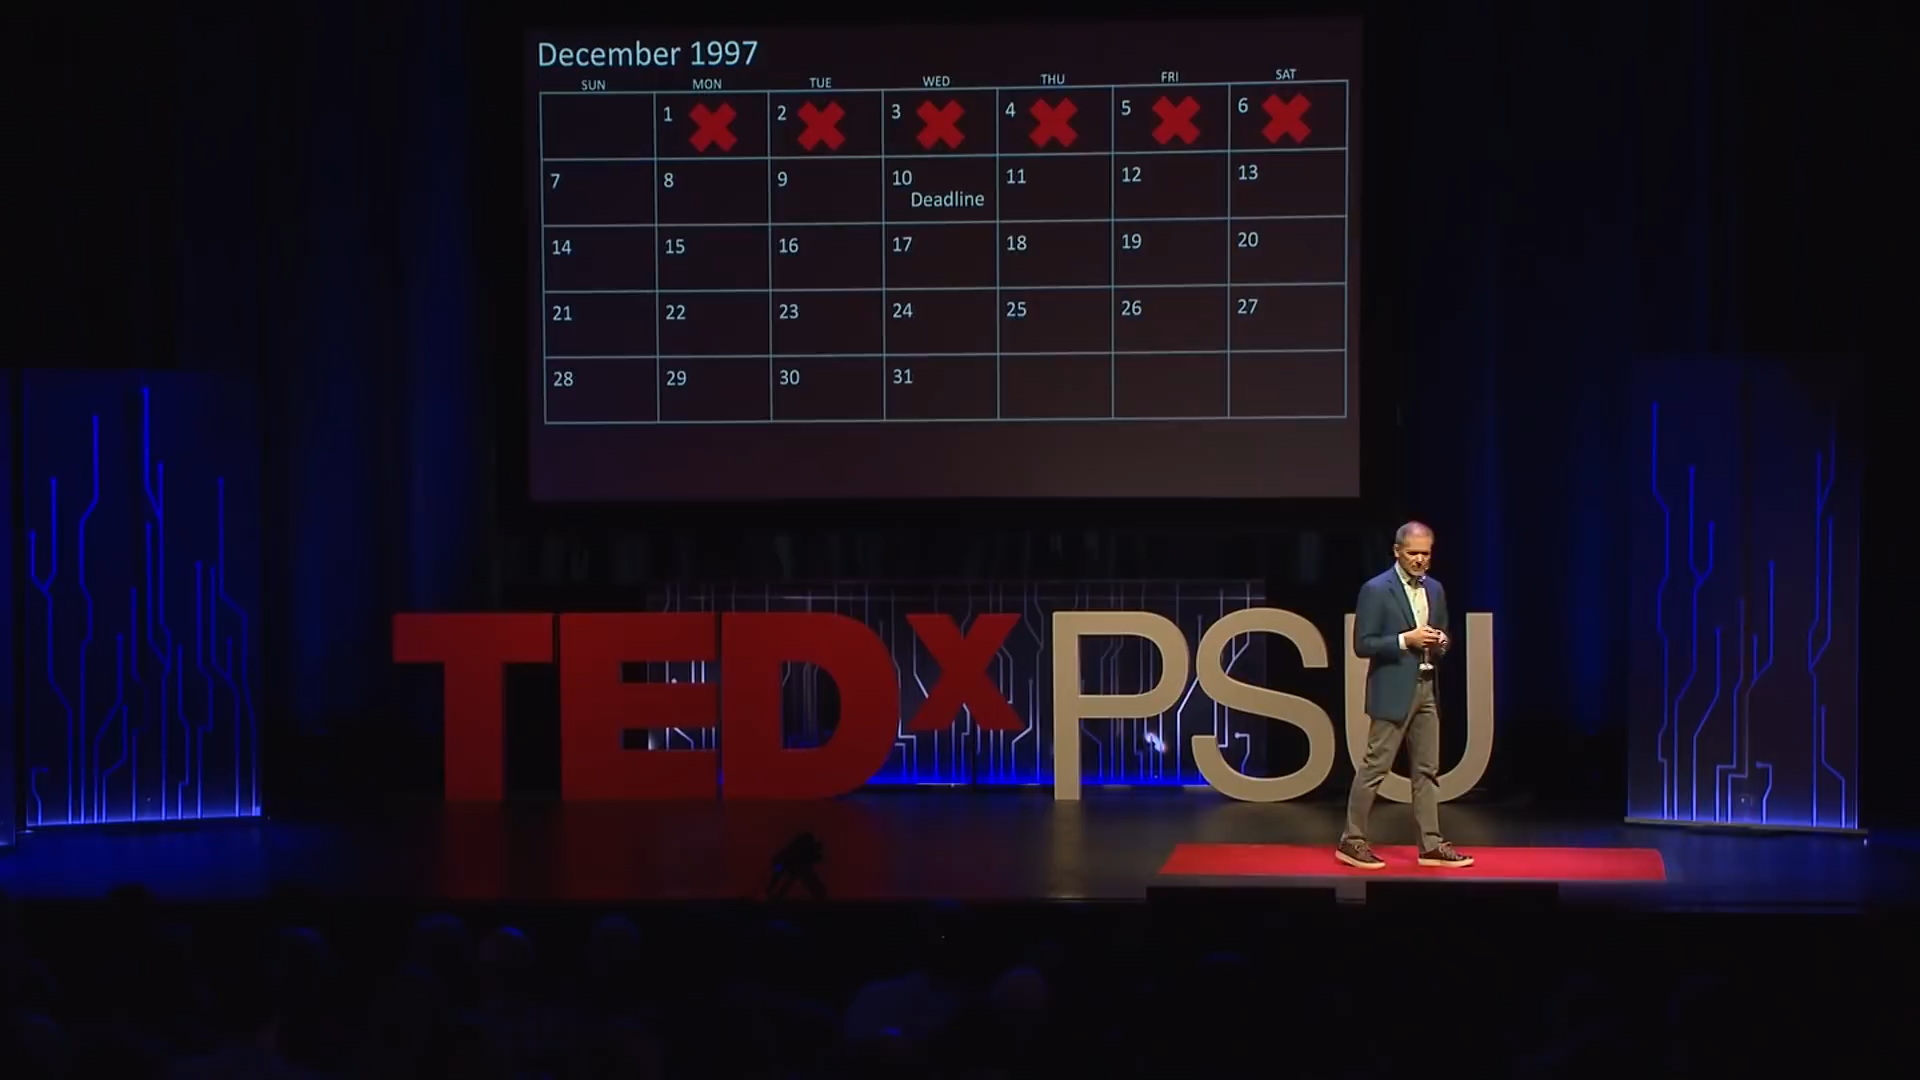 December 1997
SUN MON TUE WED THU FRI SAT
1 2 3 4 5 6
7 8 9 10 11 12 13
Deadline
14 15 16 17 18 19 20
21 22 23 24 25 26 27
28 29 30 31
TEDx PSU